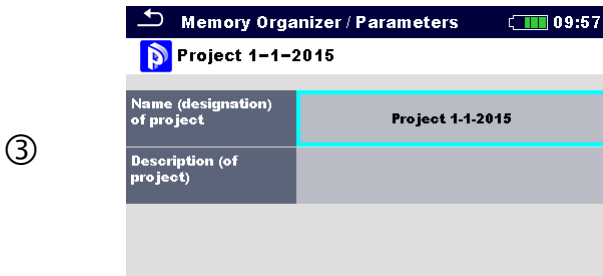 Memory Organizer / Parameters 09:57
Project 1-1-2015
Name (designation)
of project
Project 1-1-2015
③
Description (of
project)